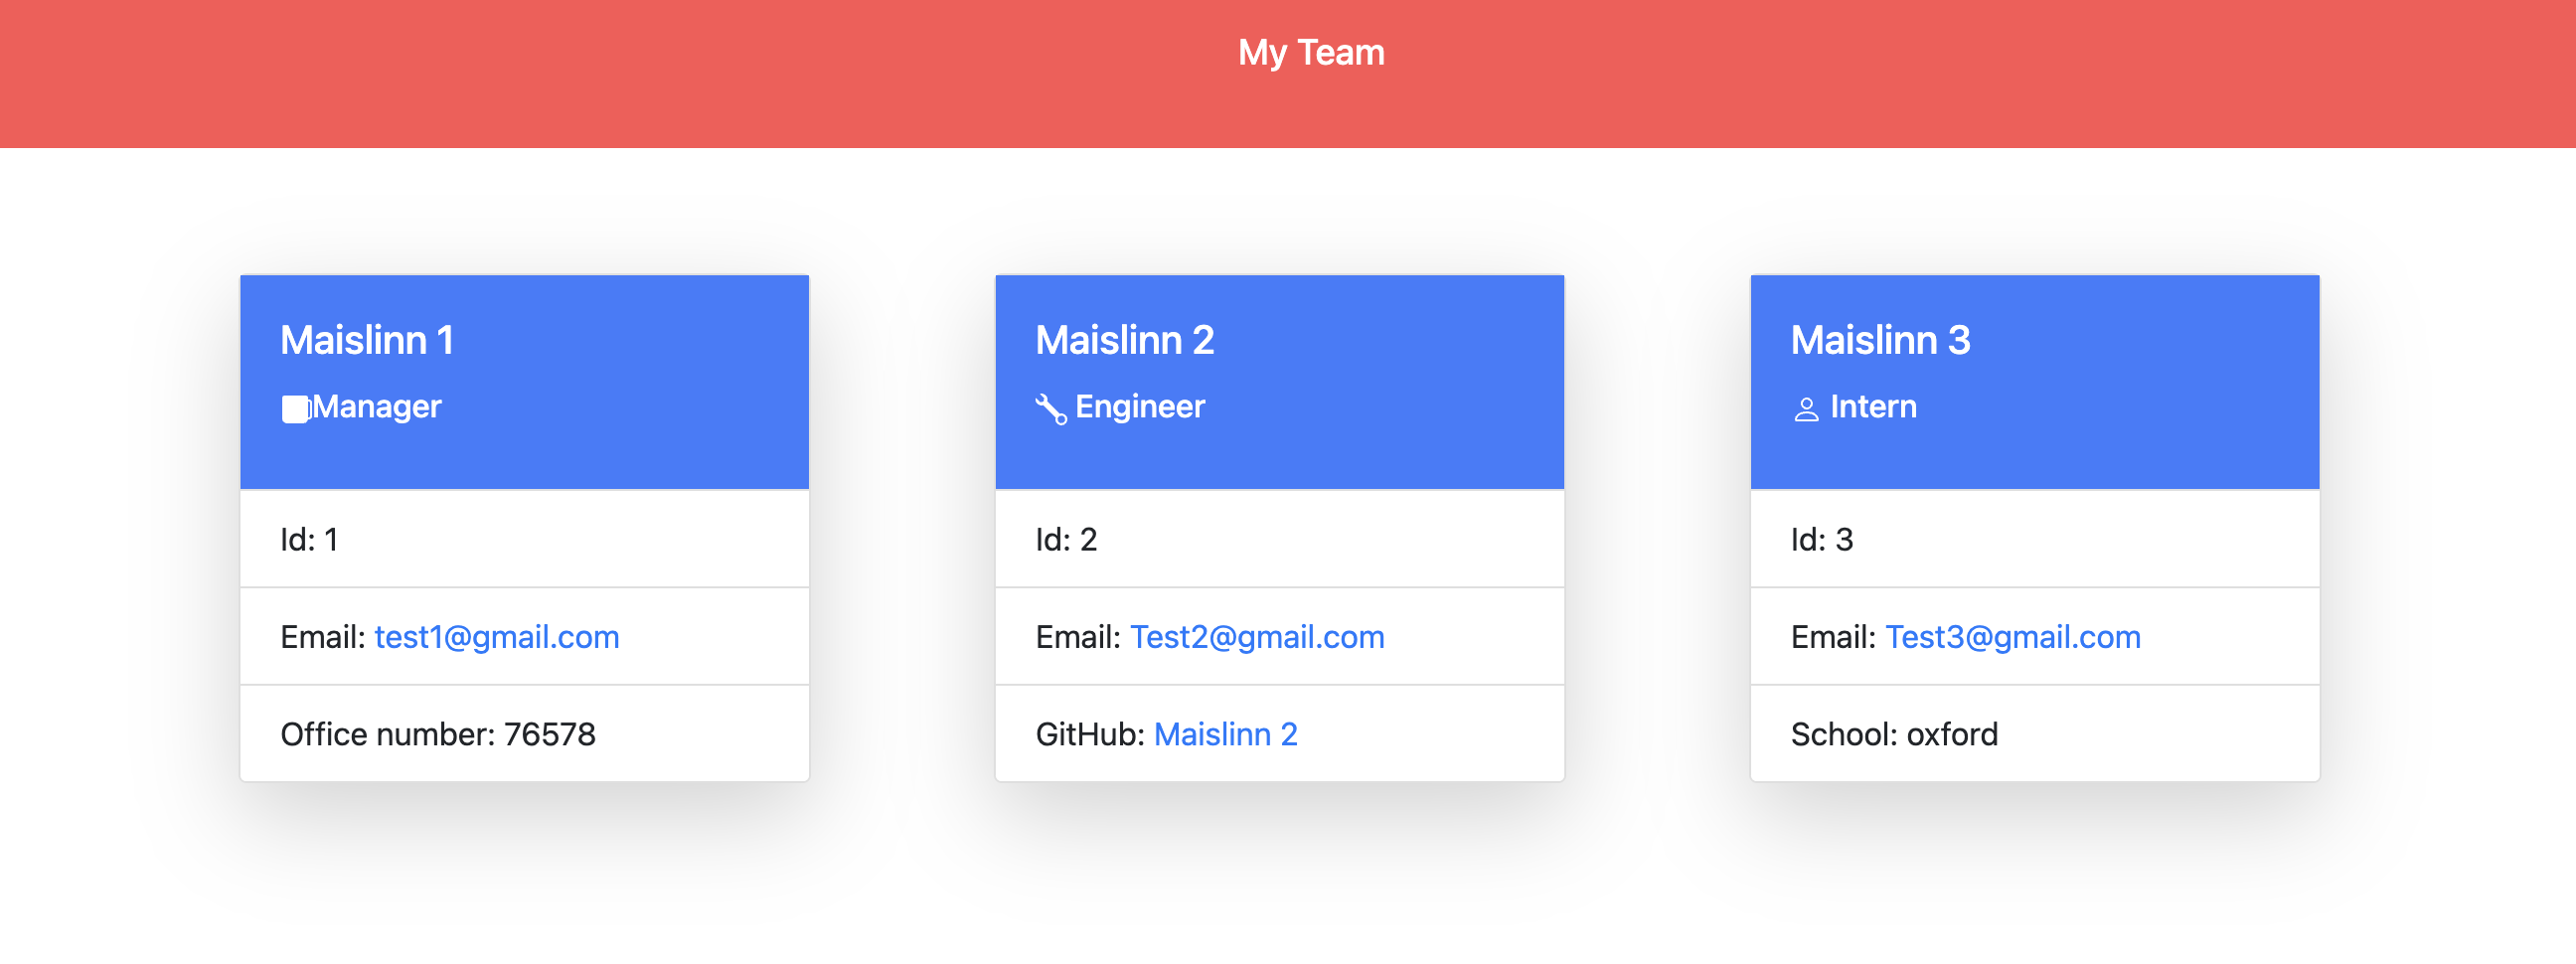 My Team
Maislinn 1
Manager
Id: 1
Email: test1@gmail.com
Office number: 76578
Maislinn 2
Engineer
Id: 2
Email: Test2@gmail.com
GitHub: Maislinn 2
Maislinn 3
Intern
Id: 3
Email: Test3@gmail.com
School: oxford